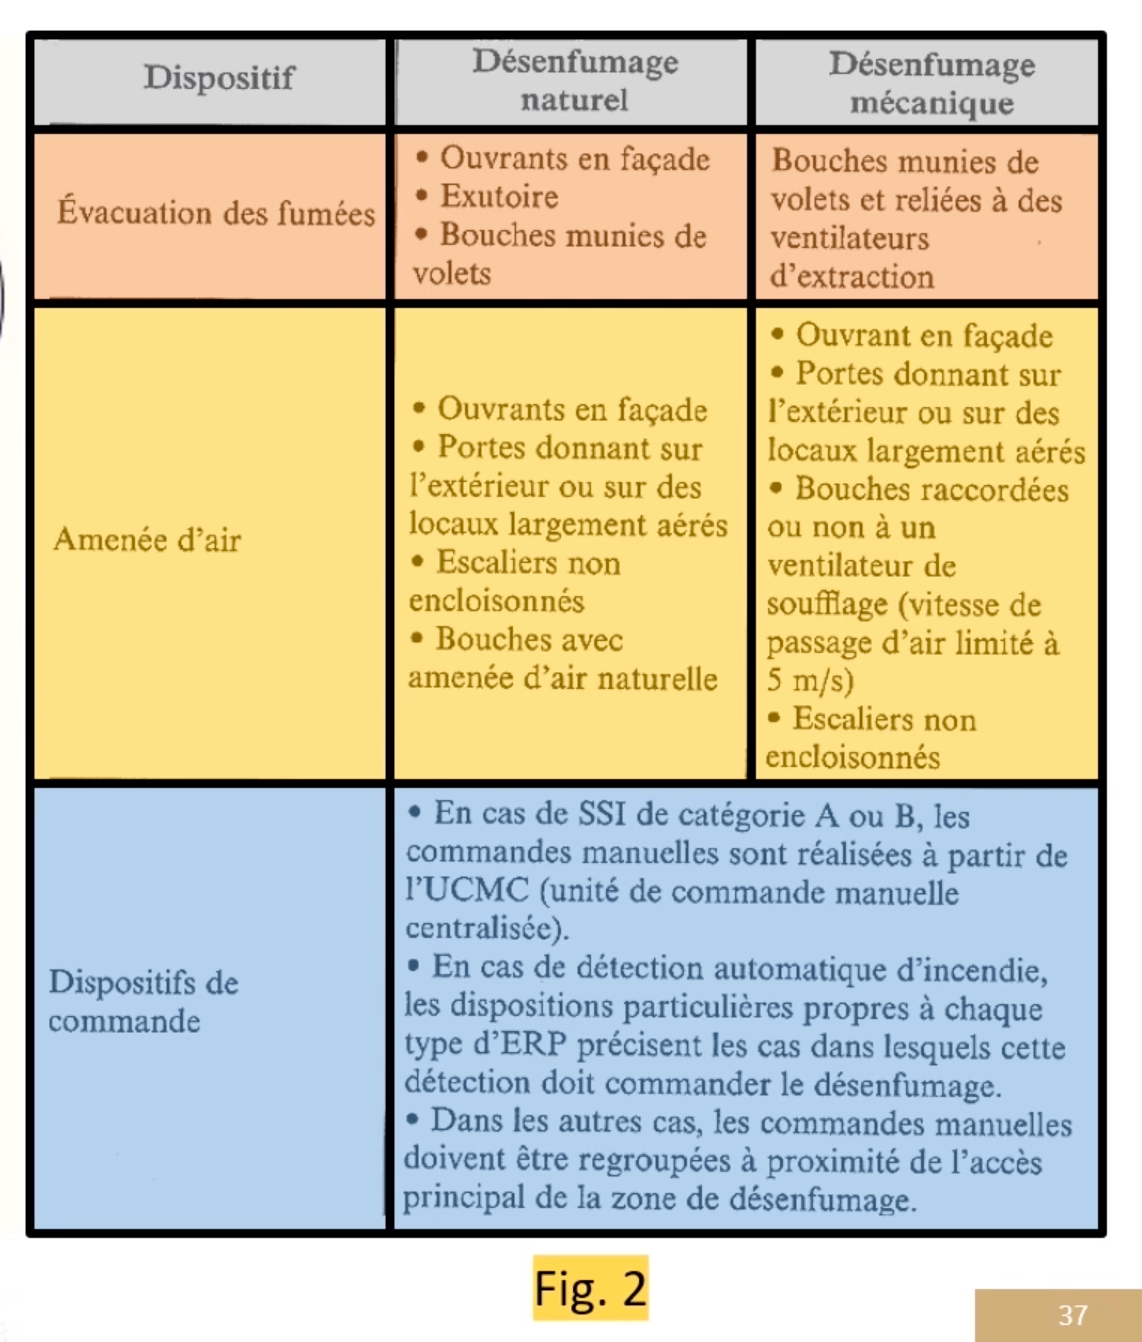 Dispositif
Désenfumage
naturel
Désenfumage
mécanique
Évacuation des fumées
• Ouvrants en façade
• Exutoire
• Bouches munies de
volets
Bouches munies de
volets et reliées à des
ventilateurs
d'extraction
Amenée d'air
• Ouvrants en façade
• Portes donnant sur
l'extérieur ou sur des
locaux largement aérés
• Escaliers non
encloisonnés
• Bouches avec
amenée d'air naturelle
• Ouvrant en façade
• Portes donnant sur
l'extérieur ou sur des
locaux largement aérés
• Bouches raccordées
ou non à un
ventilateur de
soufflage (vitesse de
passage d'air limité à
5 m/s)
• Escaliers non
encloisonnés
Dispositifs de
commande
• En cas de SSI de catégorie A ou B, les
commandes manuelles sont réalisées à partir de
l'UCMC (unité de commande manuelle
centralisée).
• En cas de détection automatique d'incendie,
les dispositions particulières propres à chaque
type d'ERP précisent les cas dans lesquels cette
détection doit commander le désenfumage.
• Dans les autres cas, les commandes manuelles
doivent être regroupées à proximité de l'accès
principal de la zone de désenfumage.
Fig. 2
37